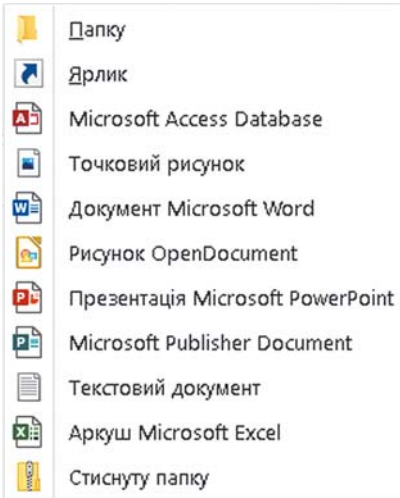 Папку
Ярлик
Microsoft Access Database
Точковий рисунок
Документ Microsoft Word
Рисунок OpenDocument
Презентація Microsoft PowerPoint
Microsoft Publisher Document
Текстовий документ
Аркуш Microsoft Excel
Стиснуту папку